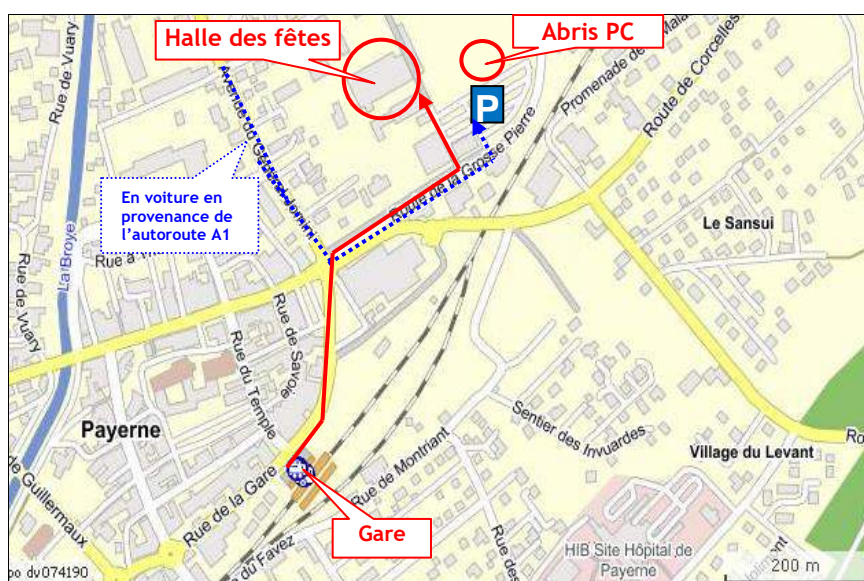 Halle des fêtes
Abris PC
P
Rue de Vuary
Promenade de
Route de Corcelles
Route de la Grosse Pierre
En voiture en
provenance de
l'autoroute A1
La Broye
Le Sansui
Rue de Vuary
Rue à
Rue de Savoie
Rue du Temple
Payerne
Sentier des Invuardes
Village du Levant
Ro
de Guillermaux
Rue de la Gare
Rue de Montriant
Gare
Rue du Favez
Rue des
HIB Site Hôpital de
Payerne
200 m
po dv074190